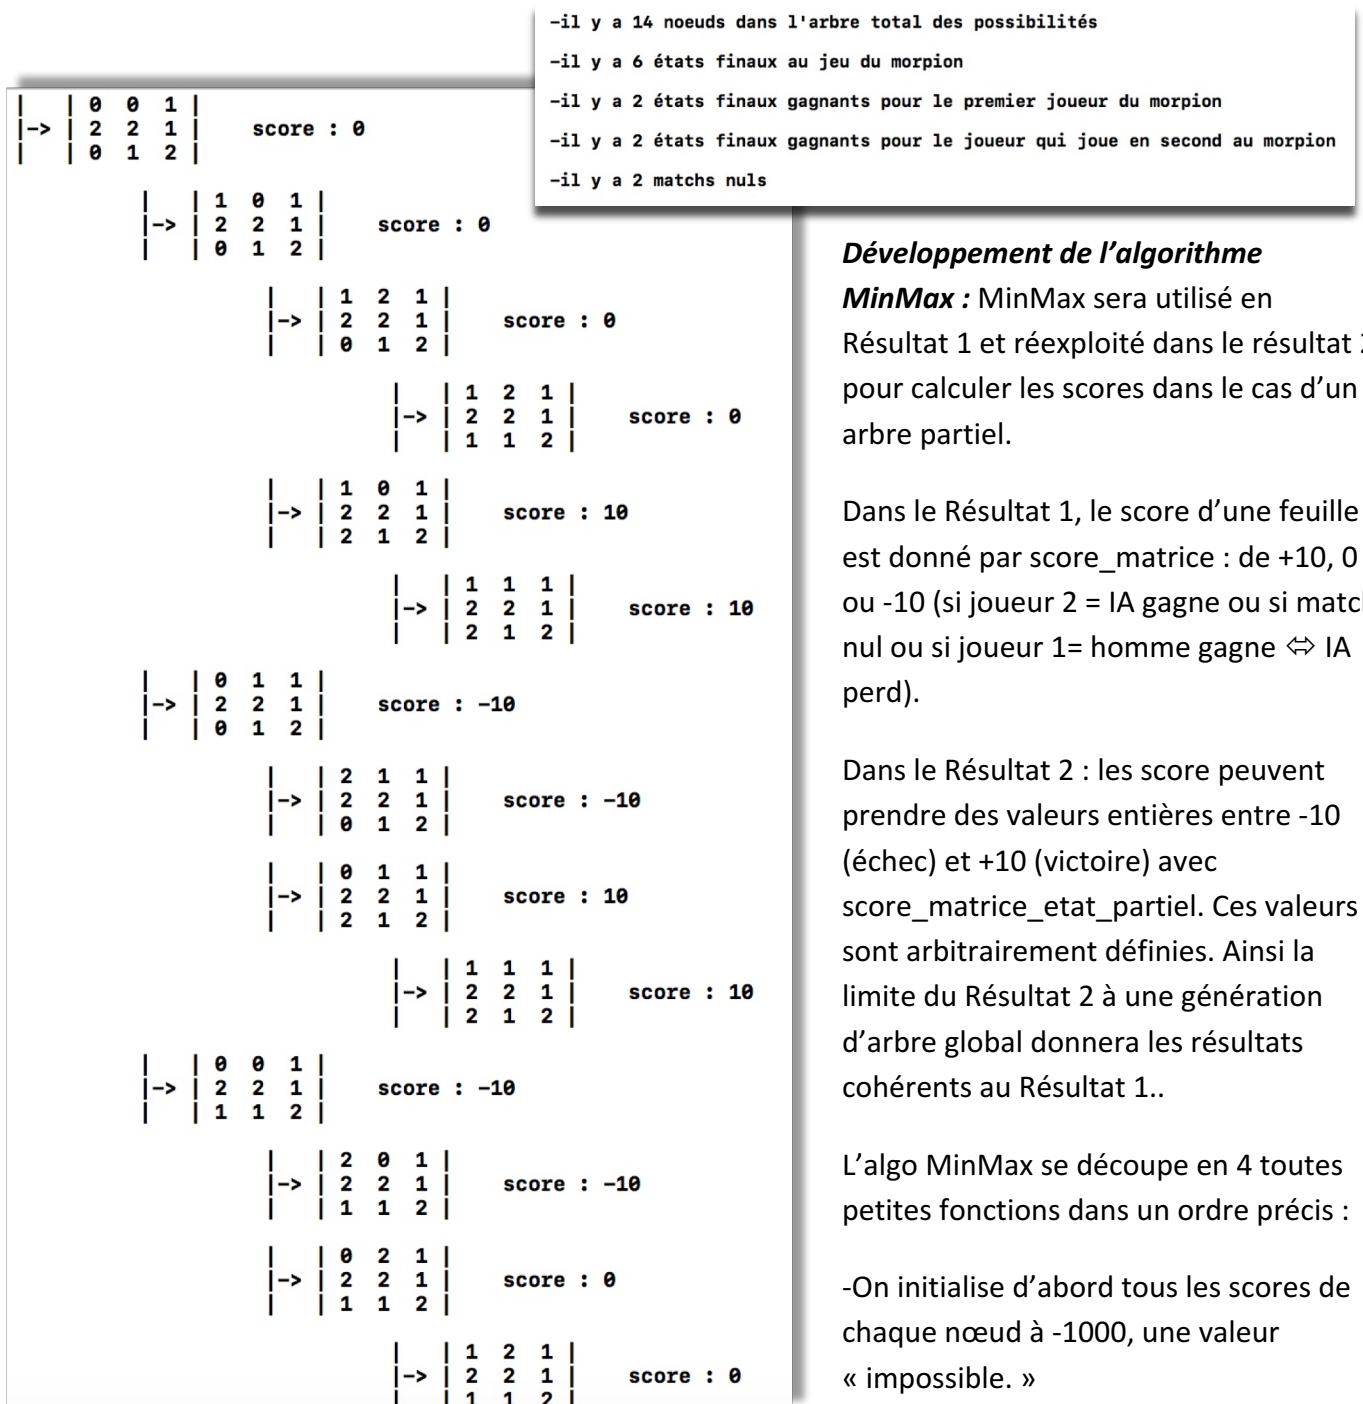 -il y a 14 noeuds dans l'arbre total des possibilités
-il y a 6 états finaux au jeu du morpion
-il y a 2 états finaux gagnants pour le premier joueur du morpion
-il y a 2 états finaux gagnants pour le joueur qui joue en second au morpion
-il y a 2 matchs nuls
| | 0 0 1 |
|-> | 2 2 1 | score : 0
| | 0 1 2 |
| | 1 0 1 |
|-> | 2 2 1 | score : 0
| | 0 1 2 |
| | 1 2 1 |
|-> | 2 2 1 | score : 0
| | 0 1 2 |
| | 1 2 1 |
|-> | 2 2 1 | score : 0
| | 1 1 2 |
| | 1 0 1 |
|-> | 2 2 1 | score : 10
| | 2 1 2 |
| | 1 1 1 |
|-> | 2 2 1 | score : 10
| | 2 1 2 |
| | 0 1 1 |
|-> | 2 2 1 | score : -10
| | 0 1 2 |
| | 2 1 1 |
|-> | 2 2 1 | score : -10
| | 0 1 2 |
| | 0 1 1 |
|-> | 2 2 1 | score : 10
| | 2 1 2 |
| | 1 1 1 |
|-> | 2 2 1 | score : 10
| | 2 1 2 |
| | 0 0 1 |
|-> | 2 2 1 | score : -10
| | 1 1 2 |
| | 2 0 1 |
|-> | 2 2 1 | score : -10
| | 1 1 2 |
| | 0 2 1 |
|-> | 2 2 1 | score : 0
| | 1 1 2 |
| | 1 2 1 |
|-> | 2 2 1 | score : 0
| | 1 1 2 |
Développement de l'algorithme
MinMax : MinMax sera utilisé en
Résultat 1 et réexploité dans le résultat
pour calculer les scores dans le cas d'un
arbre partiel.
Dans le Résultat 1, le score d'une feuille
est donné par score_matrice : de +10, 0
ou -10 (si joueur 2 = IA gagne ou si match
nul ou si joueur 1= homme gagne ⇔ IA
perd).
Dans le Résultat 2 : les score peuvent
prendre des valeurs entières entre -10
(échec) et +10 (victoire) avec
score_matrice_etat_partiel. Ces valeurs
sont arbitrairement définies. Ainsi la
limite du Résultat 2 à une génération
d'arbre global donnera les résultats
cohérents au Résultat 1..
L'algo MinMax se découpe en 4 toutes
petites fonctions dans un ordre précis :
-On initialise d'abord tous les scores de
chaque nœud à -1000, une valeur
« impossible. »